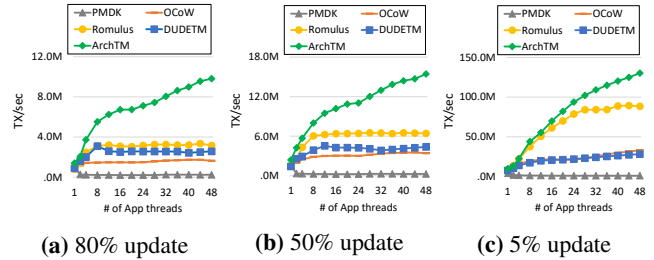 PMDK OCoW
Romulus DUDETM
ArchTM
12.0M
8.0M
4.0M
.0M
TX/sec
1 8 16 24 32 40 48
# of App threads
(a) 80% update
PMDK OCoW
Romulus DUDETM
ArchTM
18.0M
12.0M
6.0M
.0M
TX/sec
1 8 16 24 32 40 48
# of App threads
(b) 50% update
PMDK OCoW
Romulus DUDETM
ArchTM
150.0M
100.0M
50.0M
.0M
TX/sec
1 8 16 24 32 40 48
# of App threads
(c) 5% update